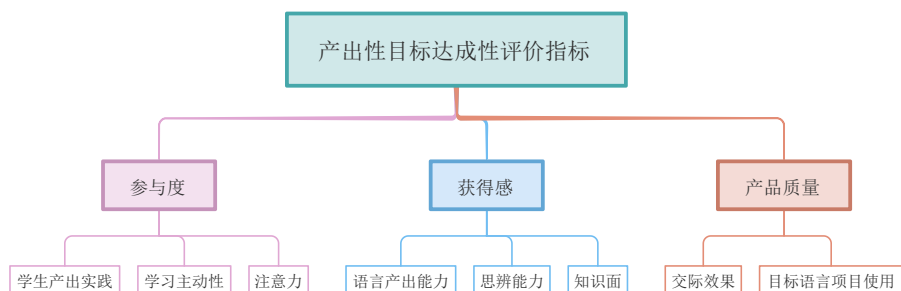 产出性目标达成性评价指标
参与度
获得感
产品质量
学生产出实践
学习主动性
注意力
语言产出能力
思辨能力
知识面
交际效果
目标语言项目使用